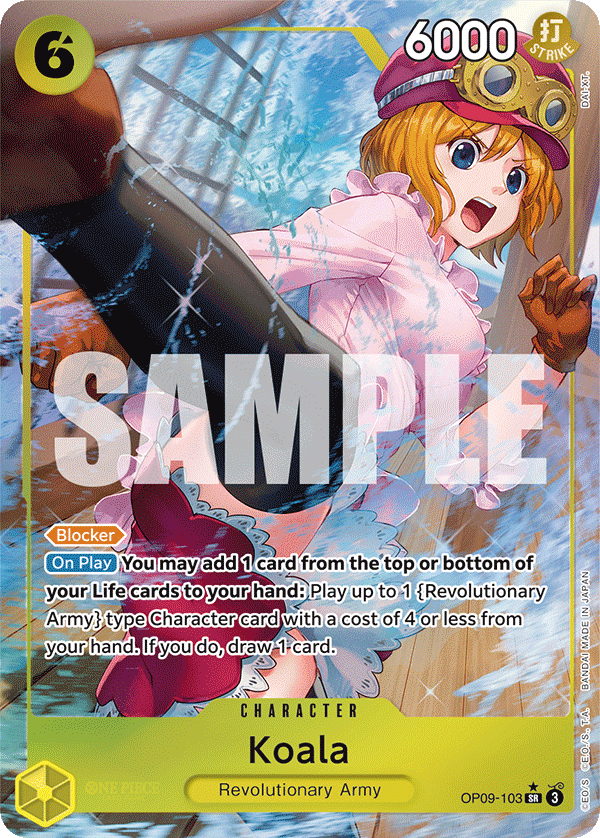 6
6000
打
STRIKE
DAI-XT.
SAMPLE
Blocker
On Play You may add 1 card from the top or bottom of
your Life cards to your hand: Play up to 1 {Revolutionary
Army} type Character card with a cost of 4 or less from
your hand. If you do, draw 1 card.
CHARACTER
Koala
ONE PIECE
Revolutionary Army
OP09-103 SR 3
©E.O/S ©E.O./S., T.A. BANDAI MADE IN JAPAN